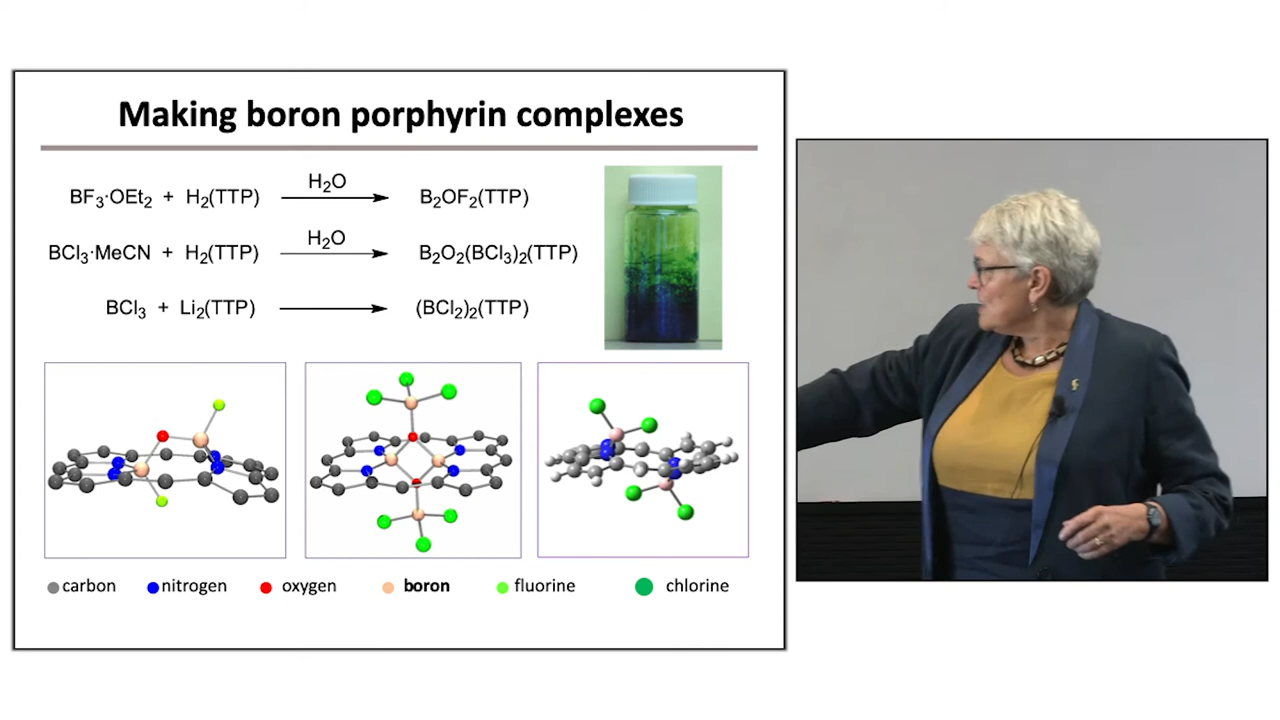 Making boron porphyrin complexes
BF₃·OEt₂ + H₂(TTP) H₂O B₂OF₂(TTP)
BCl₃·MeCN + H₂(TTP) H₂O B₂O₂(BCl₃)₂(TTP)
BCl₃ + Li₂(TTP) (BCl₂)₂(TTP)
carbon nitrogen oxygen boron fluorine chlorine